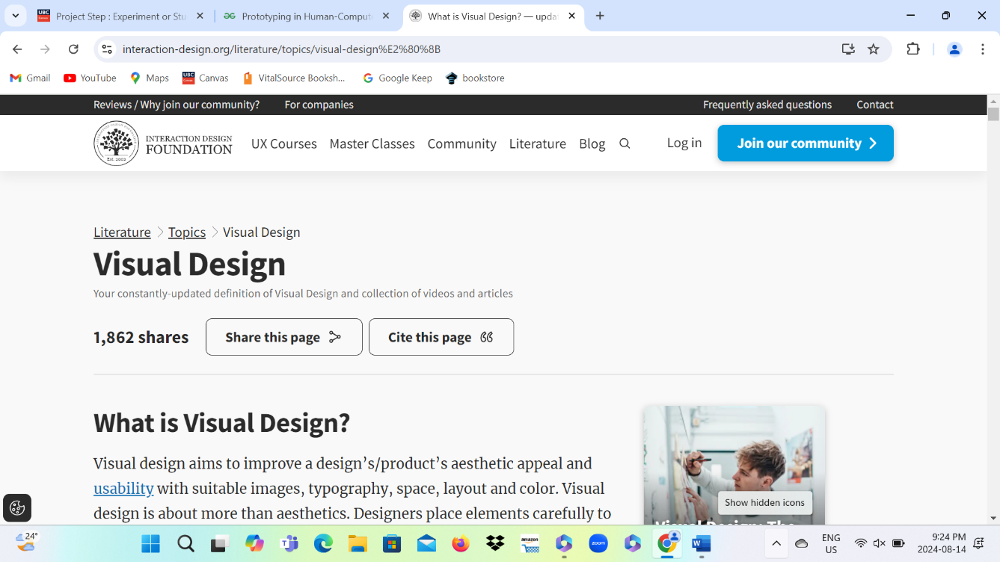 UBC
Project Step : Experiment or Stu
Prototyping in Human-Compute
What is Visual Design? — updat
interaction-design.org/literature/topics/visual-design%E2%80%8B
Gmail
YouTube
Maps
UBC
Canvas
VitalSource Booksh...
Google Keep
bookstore
Reviews / Why join our community?
For companies
Frequently asked questions
Contact
Est. 2002
INTERACTION DESIGN
FOUNDATION
UX Courses
Master Classes
Community
Literature
Blog
Log in
Join our community
Literature > Topics > Visual Design
Visual Design
Your constantly-updated definition of Visual Design and collection of videos and articles
1,862 shares
Share this page
Cite this page
What is Visual Design?
Visual design aims to improve a design’s/product’s aesthetic appeal and
usability with suitable images, typography, space, layout and color. Visual
design is about more than aesthetics. Designers place elements carefully to
Show hidden icons
Visual Design: The
24°
amazon
zoom
ENG
US
9:24 PM
2024-08-14